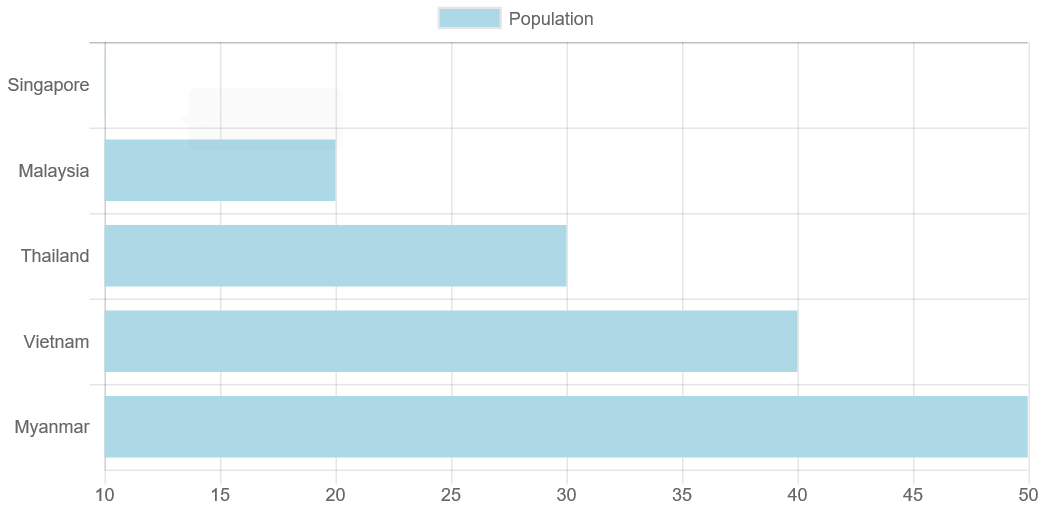 Population
Singapore
Malaysia
Thailand
Vietnam
Myanmar
10 15 20 25 30 35 40 45 50